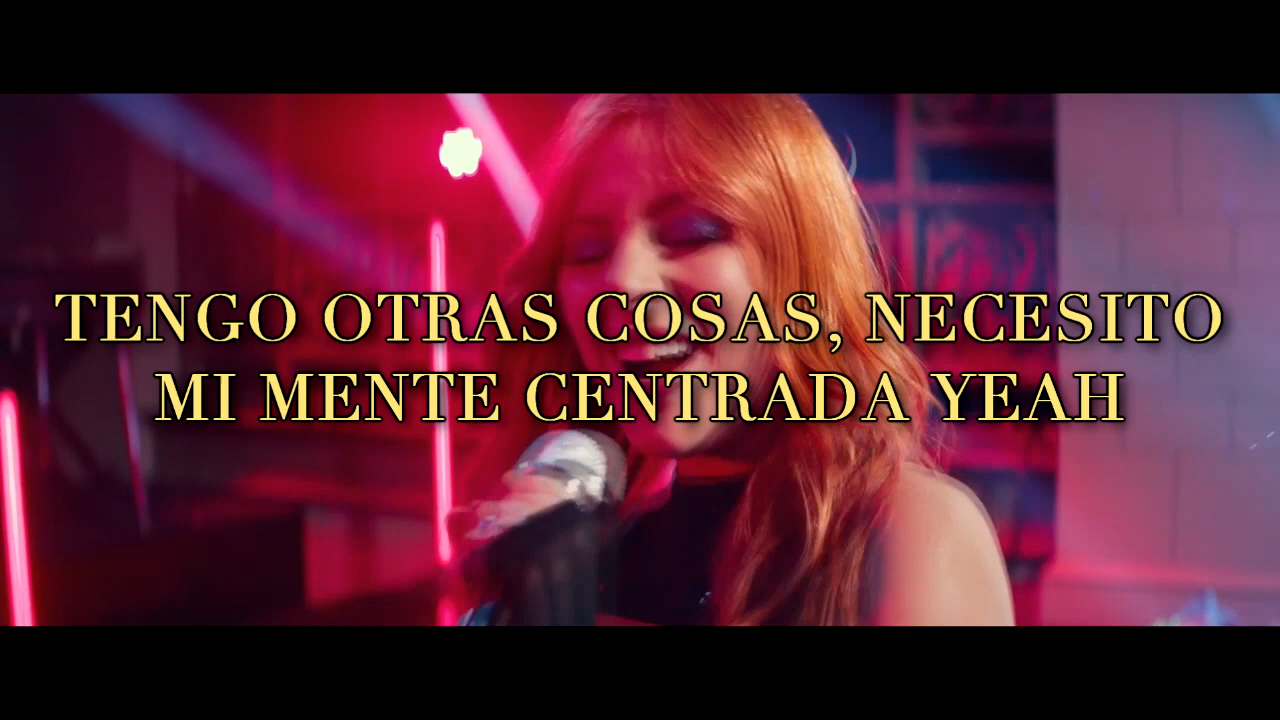 TENGO OTRAS COSAS, NECESITO
MI MENTE CENTRADA YEAH